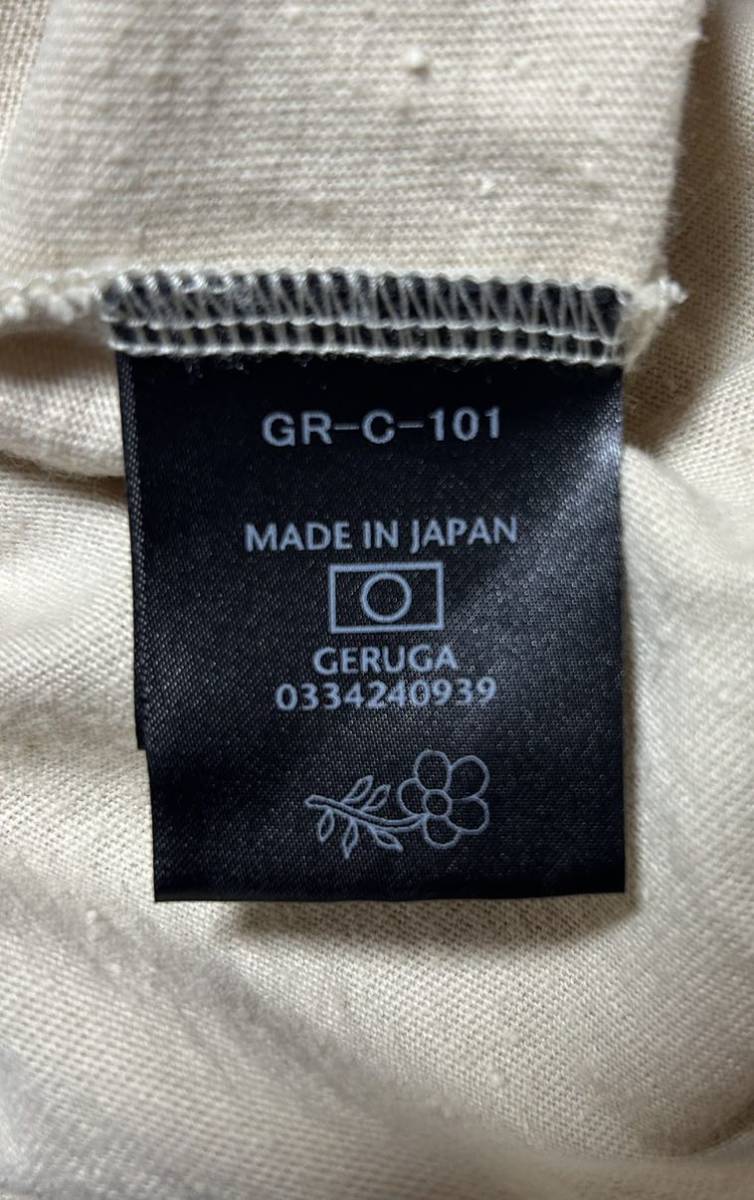 GR-C-101
MADE IN JAPAN
GERUGA
0334240939